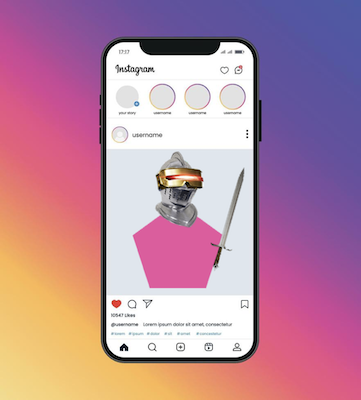 17:17
Instagram
your story username username username
username
10547 Likes
@username Lorem ipsum dolor sit amet, consectetur
#lorem #ipsum #dolor #sit #amet #consectetur